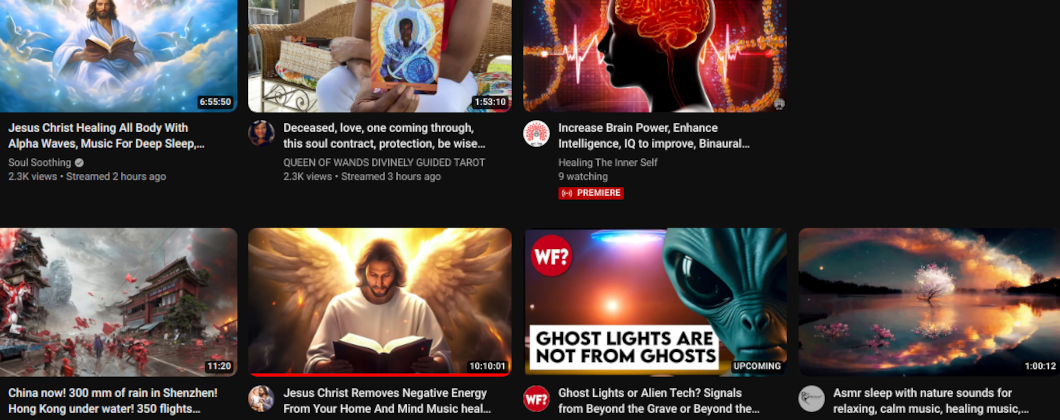 6:55:50
Jesus Christ Healing All Body With
Alpha Waves, Music For Deep Sleep,...
Soul Soothing
2.3K views • Streamed 2 hours ago
1:53:10
Deceased, love, one coming through,
this soul contract, protection, be wise...
QUEEN OF WANDS DIVINELY GUIDED TAROT
2.3K views • Streamed 3 hours ago
Increase Brain Power, Enhance
Intelligence, IQ to improve, Binaural...
Healing The Inner Self
9 watching
PREMIERE
11:20
China now! 300 mm of rain in Shenzhen!
Hong Kong under water! 350 flights...
10:10:01
Jesus Christ Removes Negative Energy
From Your Home And Mind Music heal...
WF?
GHOST LIGHTS ARE
NOT FROM GHOSTS
UPCOMING
WF?
Ghost Lights or Alien Tech? Signals
from Beyond the Grave or Beyond the...
1:00:12
Asmr sleep with nature sounds for
relaxing, calm music, healing music,...